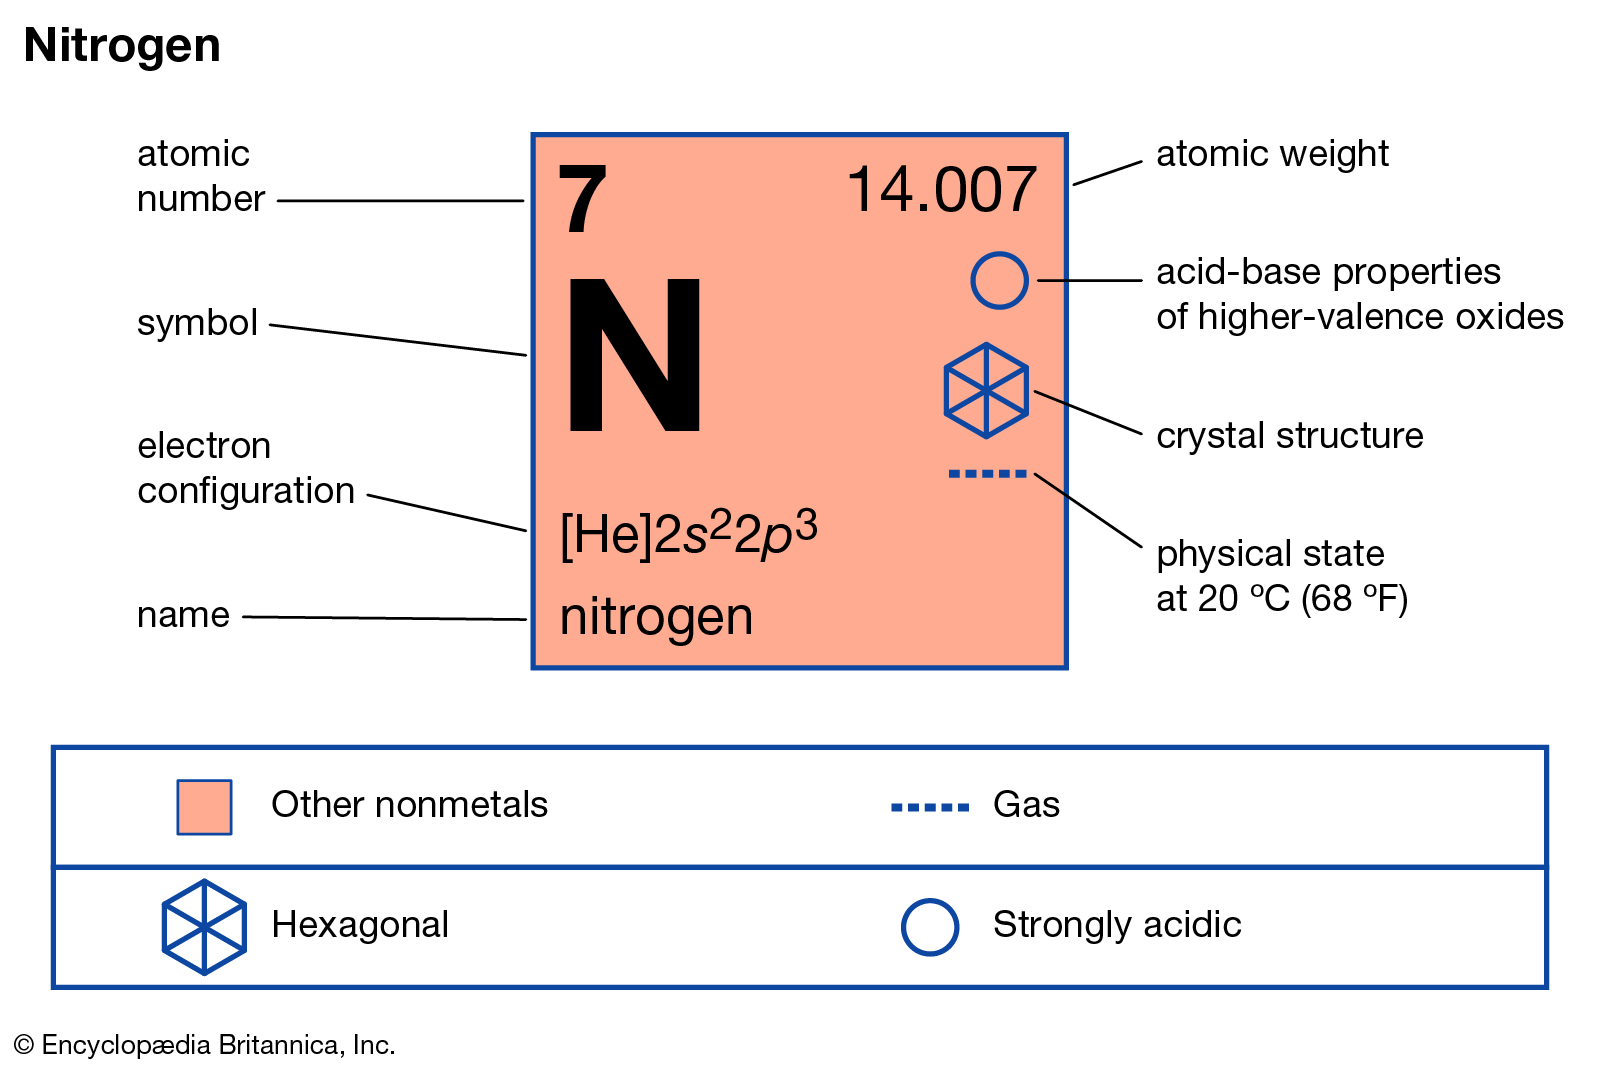 Nitrogen
atomic
number
symbol
electron
configuration
name
7
14.007
N
[He]2s²2p³
nitrogen
atomic weight
acid-base properties
of higher-valence oxides
crystal structure
physical state
at 20 ºC (68 ºF)
Other nonmetals
Gas
Hexagonal
Strongly acidic
© Encyclopædia Britannica, Inc.